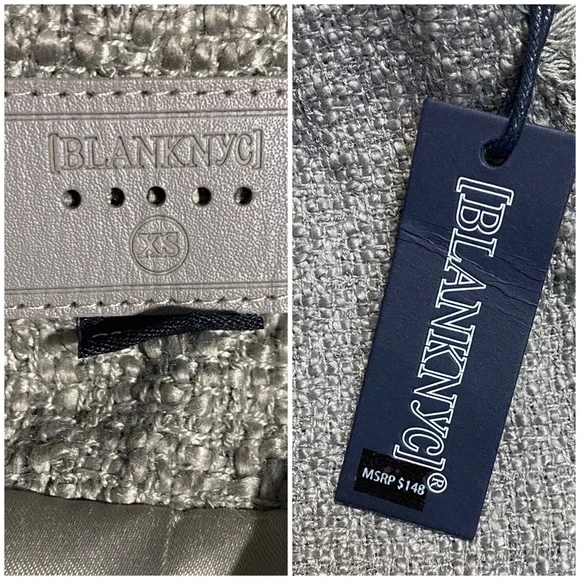 [BLANKNYC]
XS
[BLANKNYC]®
MSRP $148